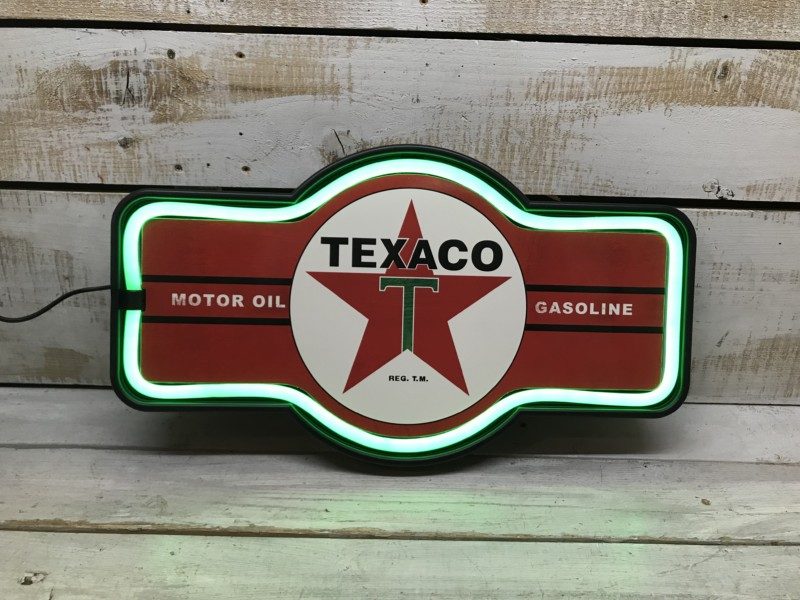 TEXACO
T
MOTOR OIL
GASOLINE
REG. T.M.